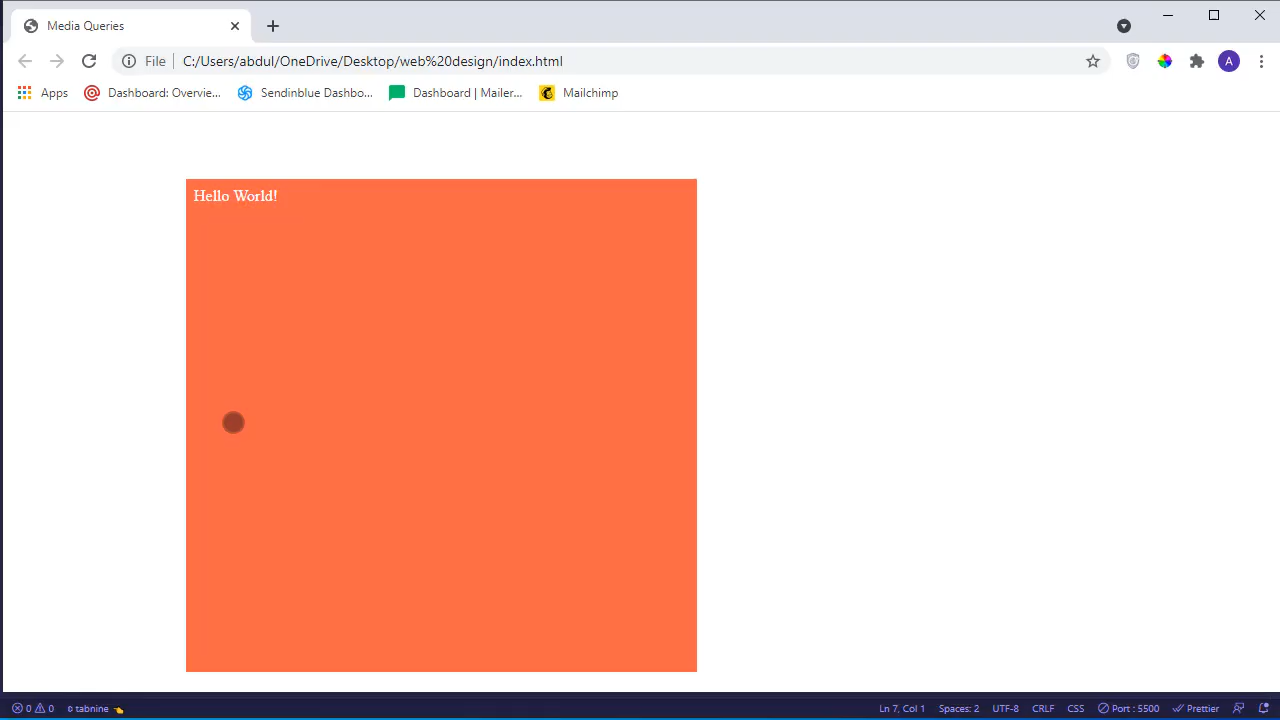 Media Queries
File C:/Users/abdul/OneDrive/Desktop/web%20design/index.html A
Apps Dashboard: Overvie... Sendinblue Dashbo... Dashboard | Mailer... Mailchimp
Hello World!
0 0 tabnine Ln 7, Col 1 Spaces: 2 UTF-8 CRLF CSS Port : 5500 Prettier